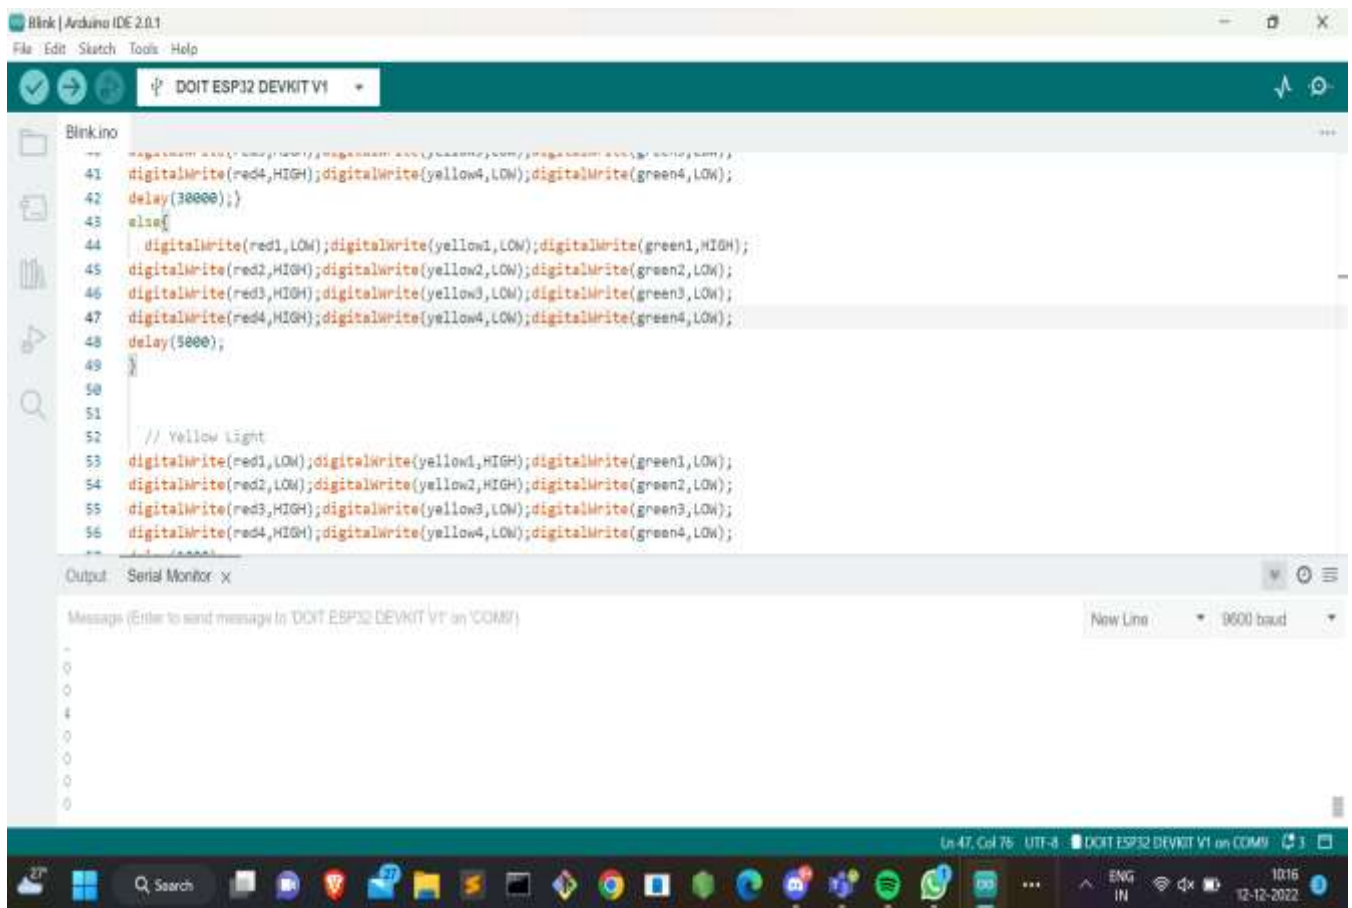 Blink | Arduino IDE 2.0.1
File Edit Sketch Tools Help
DOIT ESP32 DEVKIT V1
Blink.ino
41 digitalWrite(red4,HIGH);digitalWrite(yellow4,LOW);digitalWrite(green4,LOW);
42 delay(30000);}
43 else{
44 digitalWrite(red1,LOW);digitalWrite(yellow1,LOW);digitalWrite(green1,HIGH);
45 digitalWrite(red2,HIGH);digitalWrite(yellow2,LOW);digitalWrite(green2,LOW);
46 digitalWrite(red3,HIGH);digitalWrite(yellow3,LOW);digitalWrite(green3,LOW);
47 digitalWrite(red4,HIGH);digitalWrite(yellow4,LOW);digitalWrite(green4,LOW);
48 delay(5000);
49 }
50
51
52 // Yellow Light
53 digitalWrite(red1,LOW);digitalWrite(yellow1,HIGH);digitalWrite(green1,LOW);
54 digitalWrite(red2,LOW);digitalWrite(yellow2,HIGH);digitalWrite(green2,LOW);
55 digitalWrite(red3,HIGH);digitalWrite(yellow3,LOW);digitalWrite(green3,LOW);
56 digitalWrite(red4,HIGH);digitalWrite(yellow4,LOW);digitalWrite(green4,LOW);
Output Serial Monitor x
Message (Enter to send message to 'DOIT ESP32 DEVKIT V1' on 'COM9')
New Line 9600 baud
0
0
4
0
0
0
0
Ln 47, Col 76 UTF-8 DOIT ESP32 DEVKIT V1 on COM9 3
27° Search 27 1 ENG 10:16
IN 12-12-2022 3